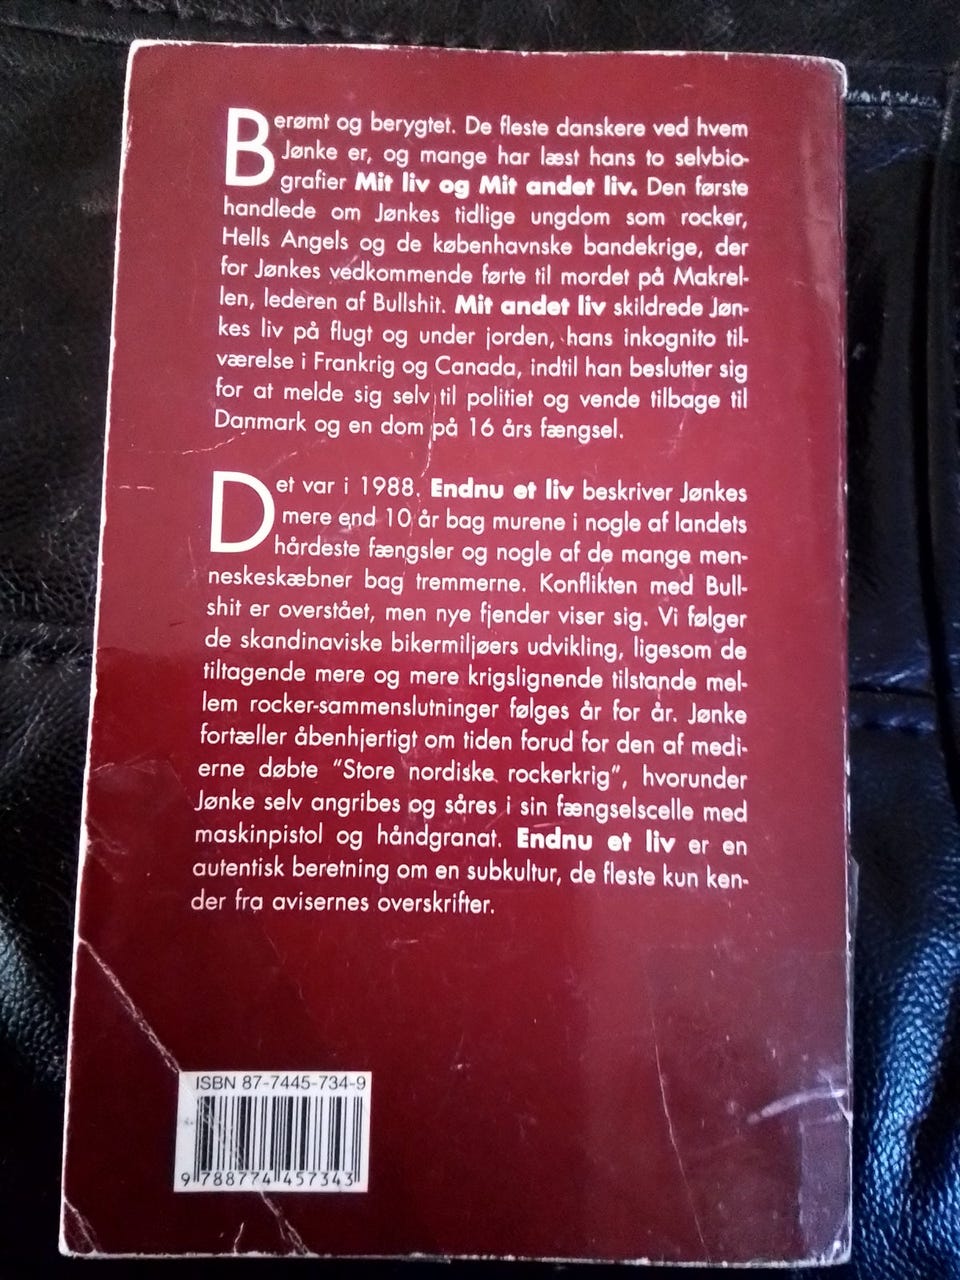 Berømt og berygtet. De fleste danskere ved hvem
Jønke er, og mange har læst hans to selvbio-
grafier Mit liv og Mit andet liv. Den første
handlede om Jønkes tidlige ungdom som rocker,
Hells Angels og de københavnske bandekrige, der
for Jønkes vedkommende førte til mordet på Makrel-
len, lederen af Bullshit. Mit andet liv skildrede Jøn-
kes liv på flugt og under jorden, hans inkognito til-
værelse i Frankrig og Canada, indtil han beslutter sig
for at melde sig selv til politiet og vende tilbage til
Danmark og en dom på 16 års fængsel.
Det var i 1988. Endnu et liv beskriver Jønkes
mere end 10 år bag murene i nogle af landets
hårdeste fængsler og nogle af de mange men-
neskeskæbner bag tremmerne. Konflikten med Bull-
shit er overstået, men nye fjender viser sig. Vi følger
de skandinaviske bikermiljøers udvikling, ligesom de
tiltagende mere og mere krigslignende tilstande mel-
lem rocker-sammenslutninger følges år for år. Jønke
fortæller åbenhjertigt om tiden forud for den af medi-
erne døbte "Store nordiske rockerkrig", hvorunder
Jønke selv angribes og såres i sin fængselscelle med
maskinpistol og håndgranat. Endnu et liv er en
autentisk beretning om en subkultur, de fleste kun ken-
der fra avisernes overskrifter.
ISBN 87-7445-734-9
9 788774 457343